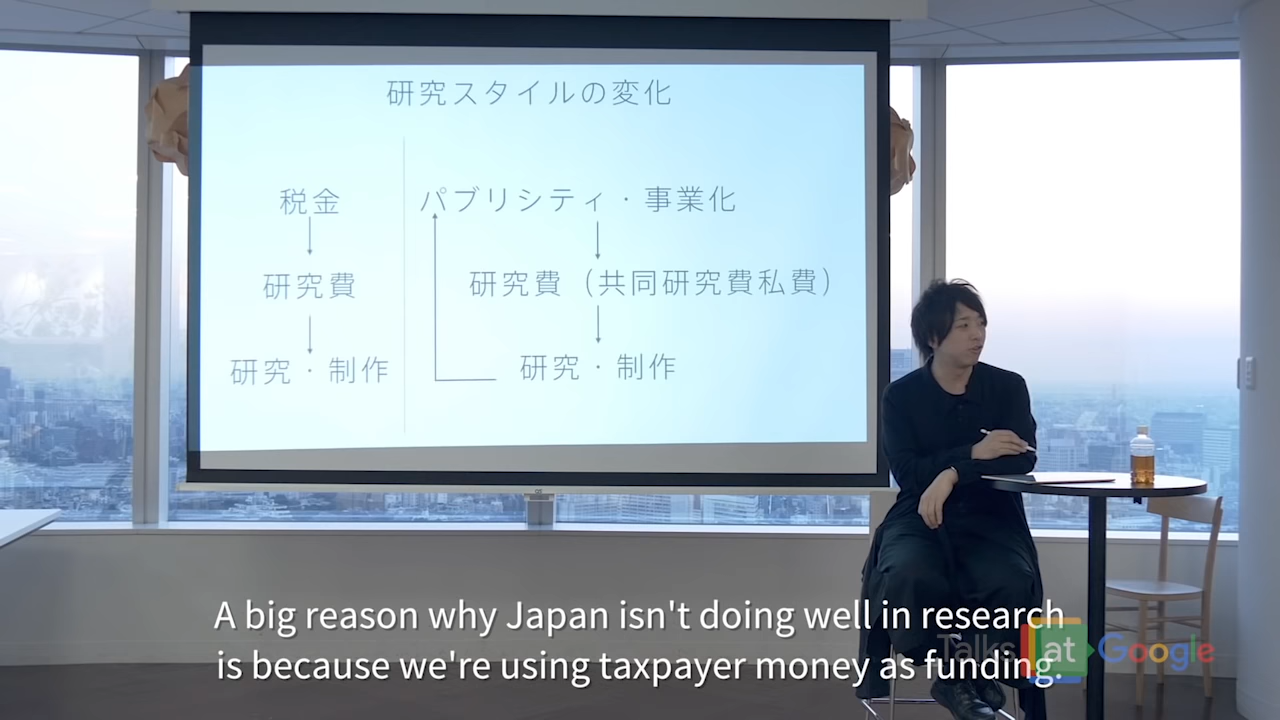 研究スタイルの変化
税金
研究費
研究・制作
パブリシティ・事業化
研究費（共同研究費私費）
研究・制作
A big reason why Japan isn't doing well in research
is because we're using taxpayer money as funding.
Talks at Google